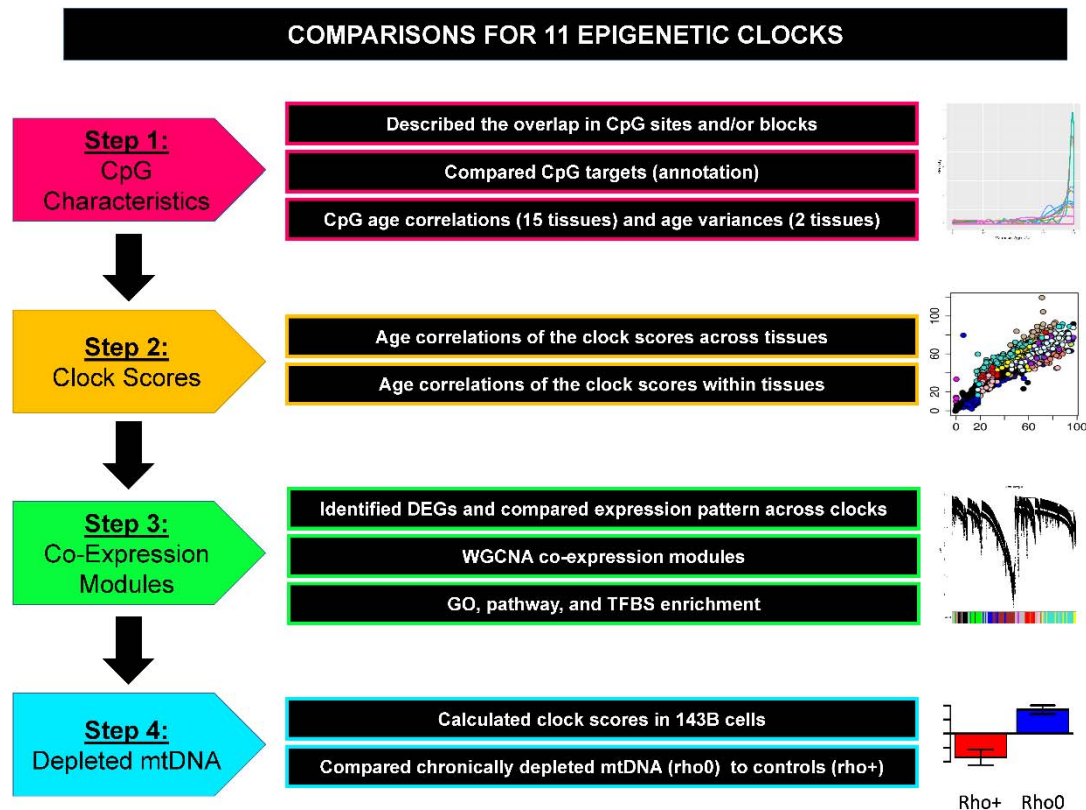 COMPARISONS FOR 11 EPIGENETIC CLOCKS
Step 1:
CpG
Characteristics
Described the overlap in CpG sites and/or blocks
Compared CpG targets (annotation)
CpG age correlations (15 tissues) and age variances (2 tissues)
Step 2:
Clock Scores
Age correlations of the clock scores across tissues
Age correlations of the clock scores within tissues
100
60
20
0
0 20 60 100
Step 3:
Co-Expression
Modules
Identified DEGs and compared expression pattern across clocks
WGCNA co-expression modules
GO, pathway, and TFBS enrichment
Step 4:
Depleted mtDNA
Calculated clock scores in 143B cells
Compared chronically depleted mtDNA (rho0) to controls (rho+)
Rho+ Rho0